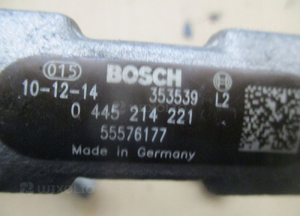 015 BOSCH
10-12-14 353539 L2
0 445 214 221
55576177
Made in Germany